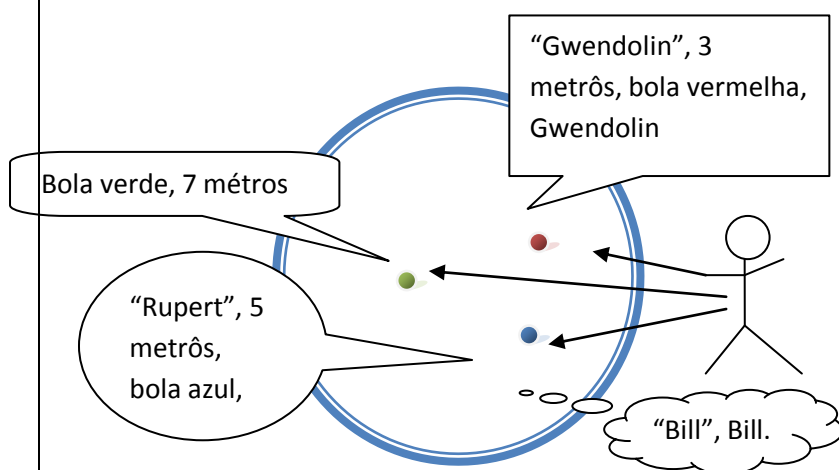 “Gwendolin”, 3
metrôs, bola vermelha,
Gwendolin
Bola verde, 7 métros
“Rupert”, 5
metrôs,
bola azul,
“Bill”, Bill.